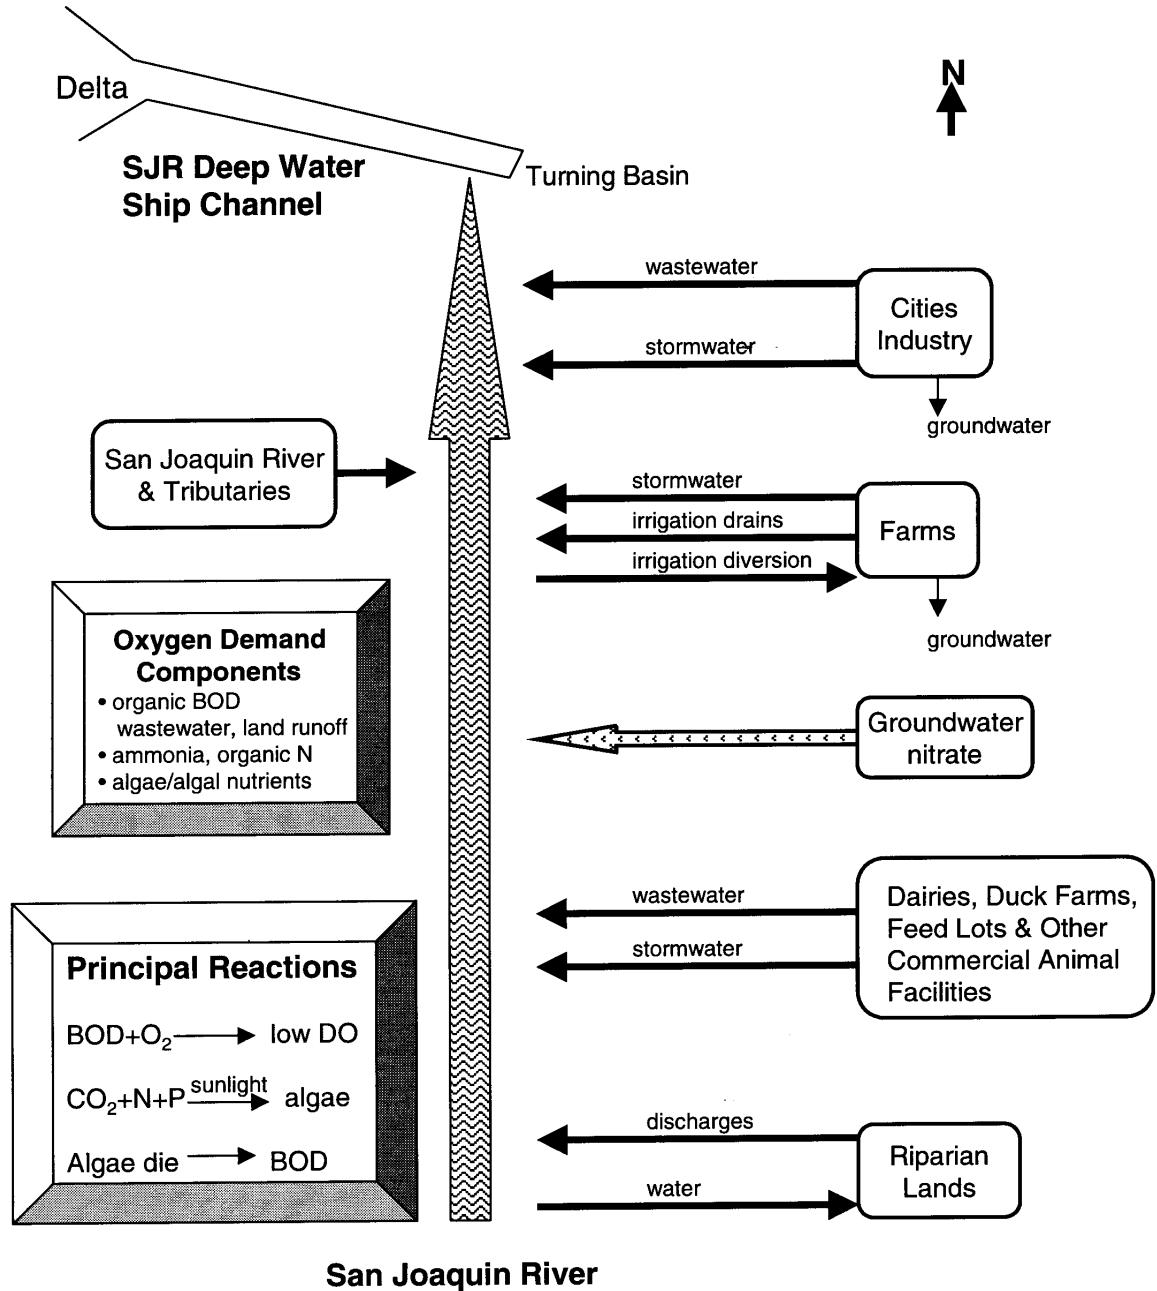 N
Delta
SJR Deep Water
Ship Channel
Turning Basin
wastewater
Cities
Industry
stormwater
groundwater
San Joaquin River
& Tributaries
stormwater
irrigation drains
irrigation diversion
Farms
groundwater
Oxygen Demand
Components
• organic BOD
wastewater, land runoff
• ammonia, organic N
• algae/algal nutrients
Groundwater
nitrate
wastewater
stormwater
Dairies, Duck Farms,
Feed Lots & Other
Commercial Animal
Facilities
Principal Reactions
BOD+O₂ → low DO
CO₂+N+P sunlight → algae
Algae die → BOD
discharges
water
Riparian
Lands
San Joaquin River